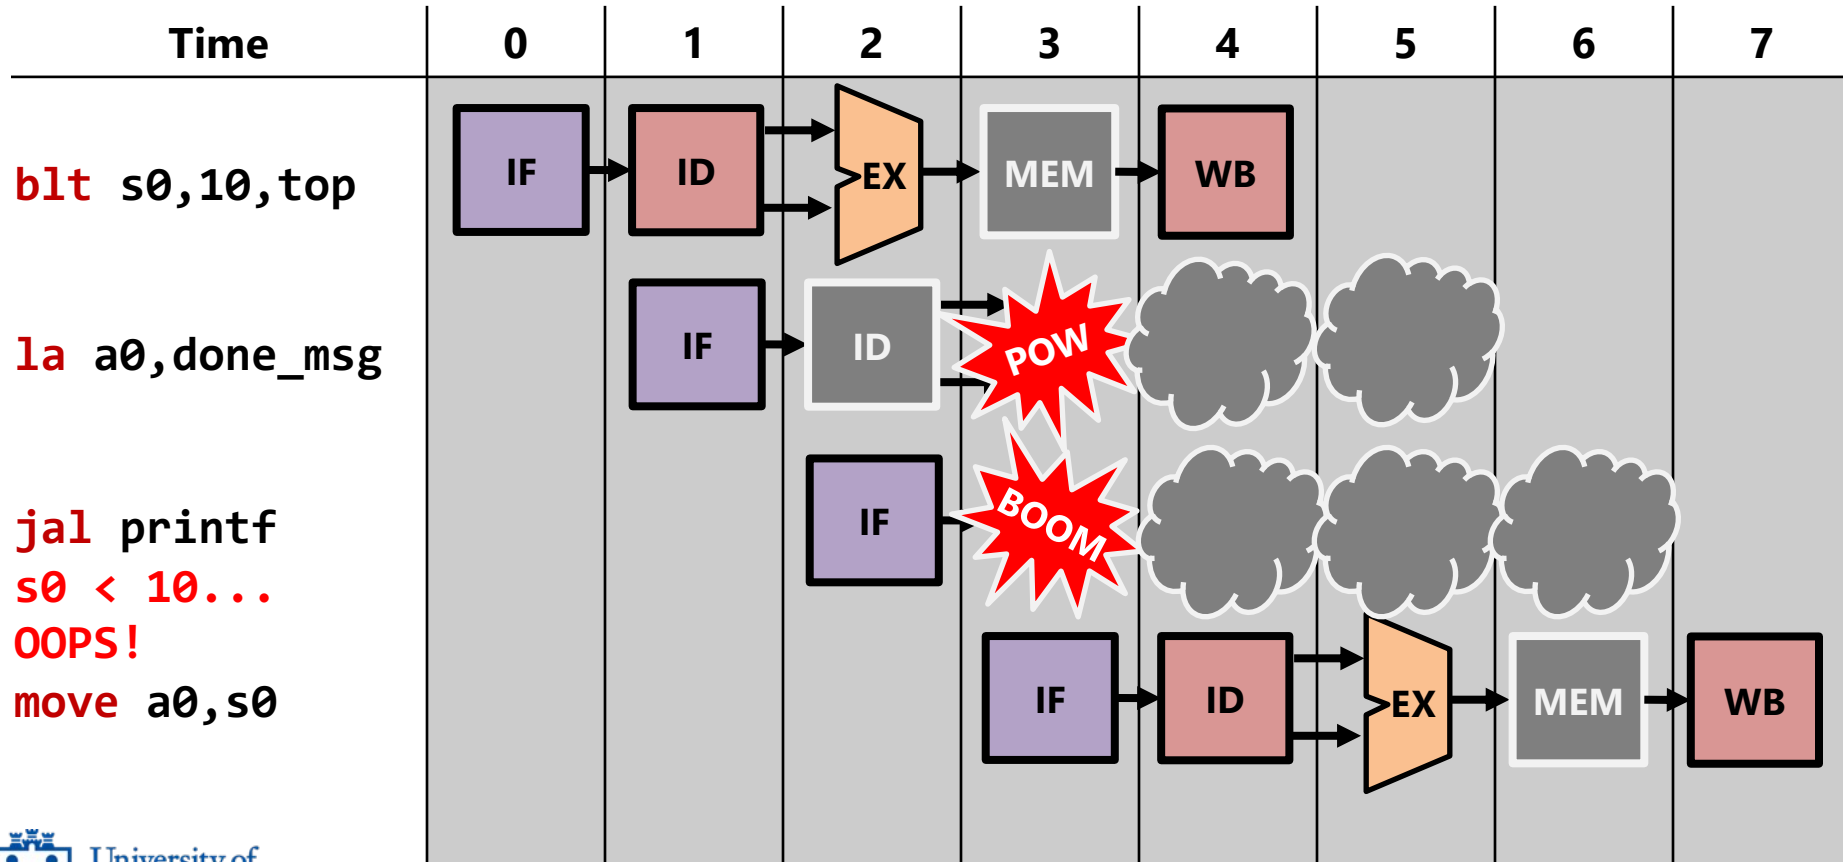 Time 0 1 2 3 4 5 6 7
blt s0,10,top IF ID EX MEM WB
la a0,done_msg IF ID POW
jal printf IF BOOM
s0 < 10...
OOPS!
move a0,s0 IF ID EX MEM WB
University of